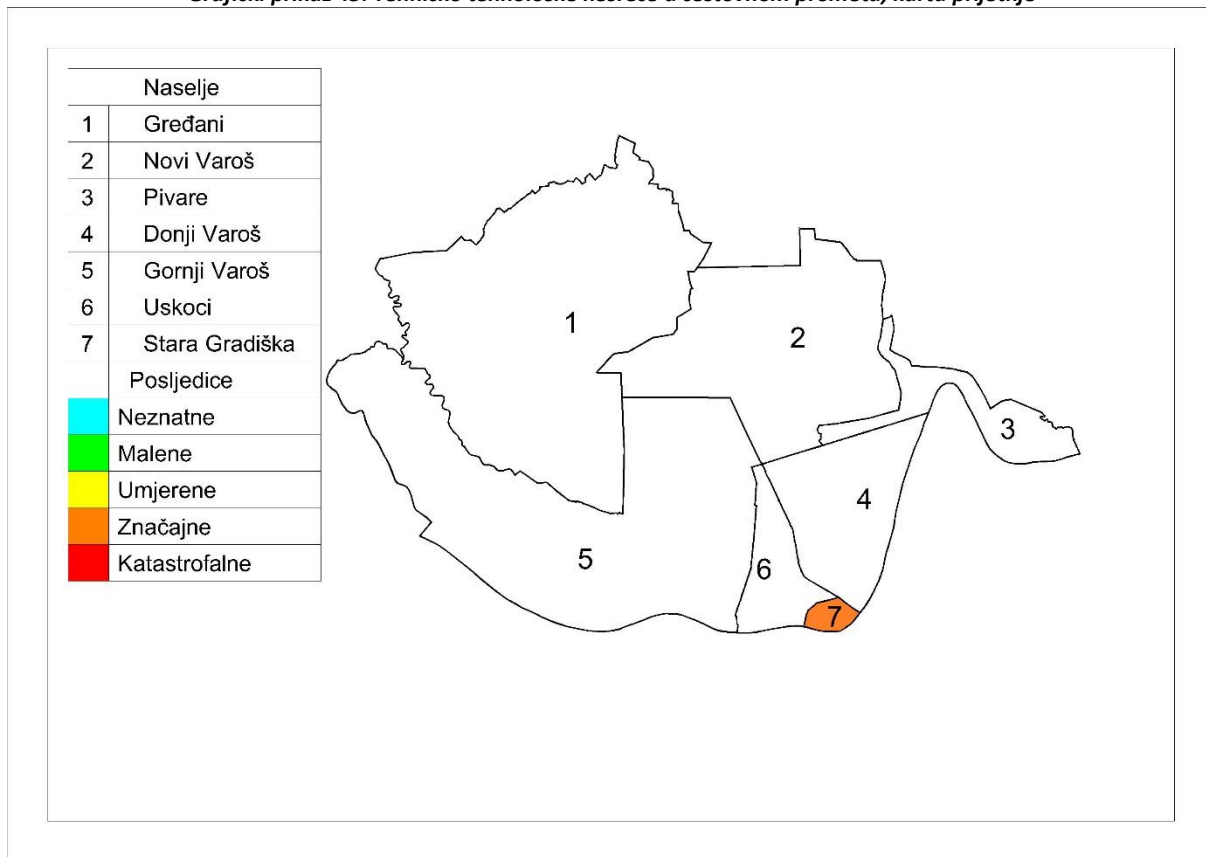 Naselje
1 Gređani
2 Novi Varoš
3 Pivare
4 Donji Varoš
5 Gornji Varoš
6 Uskoci
7 Stara Gradiška
Posljedice
Neznatne
Malene
Umjerene
Značajne
Katastrofalne
1
2
3
4
5
6
7